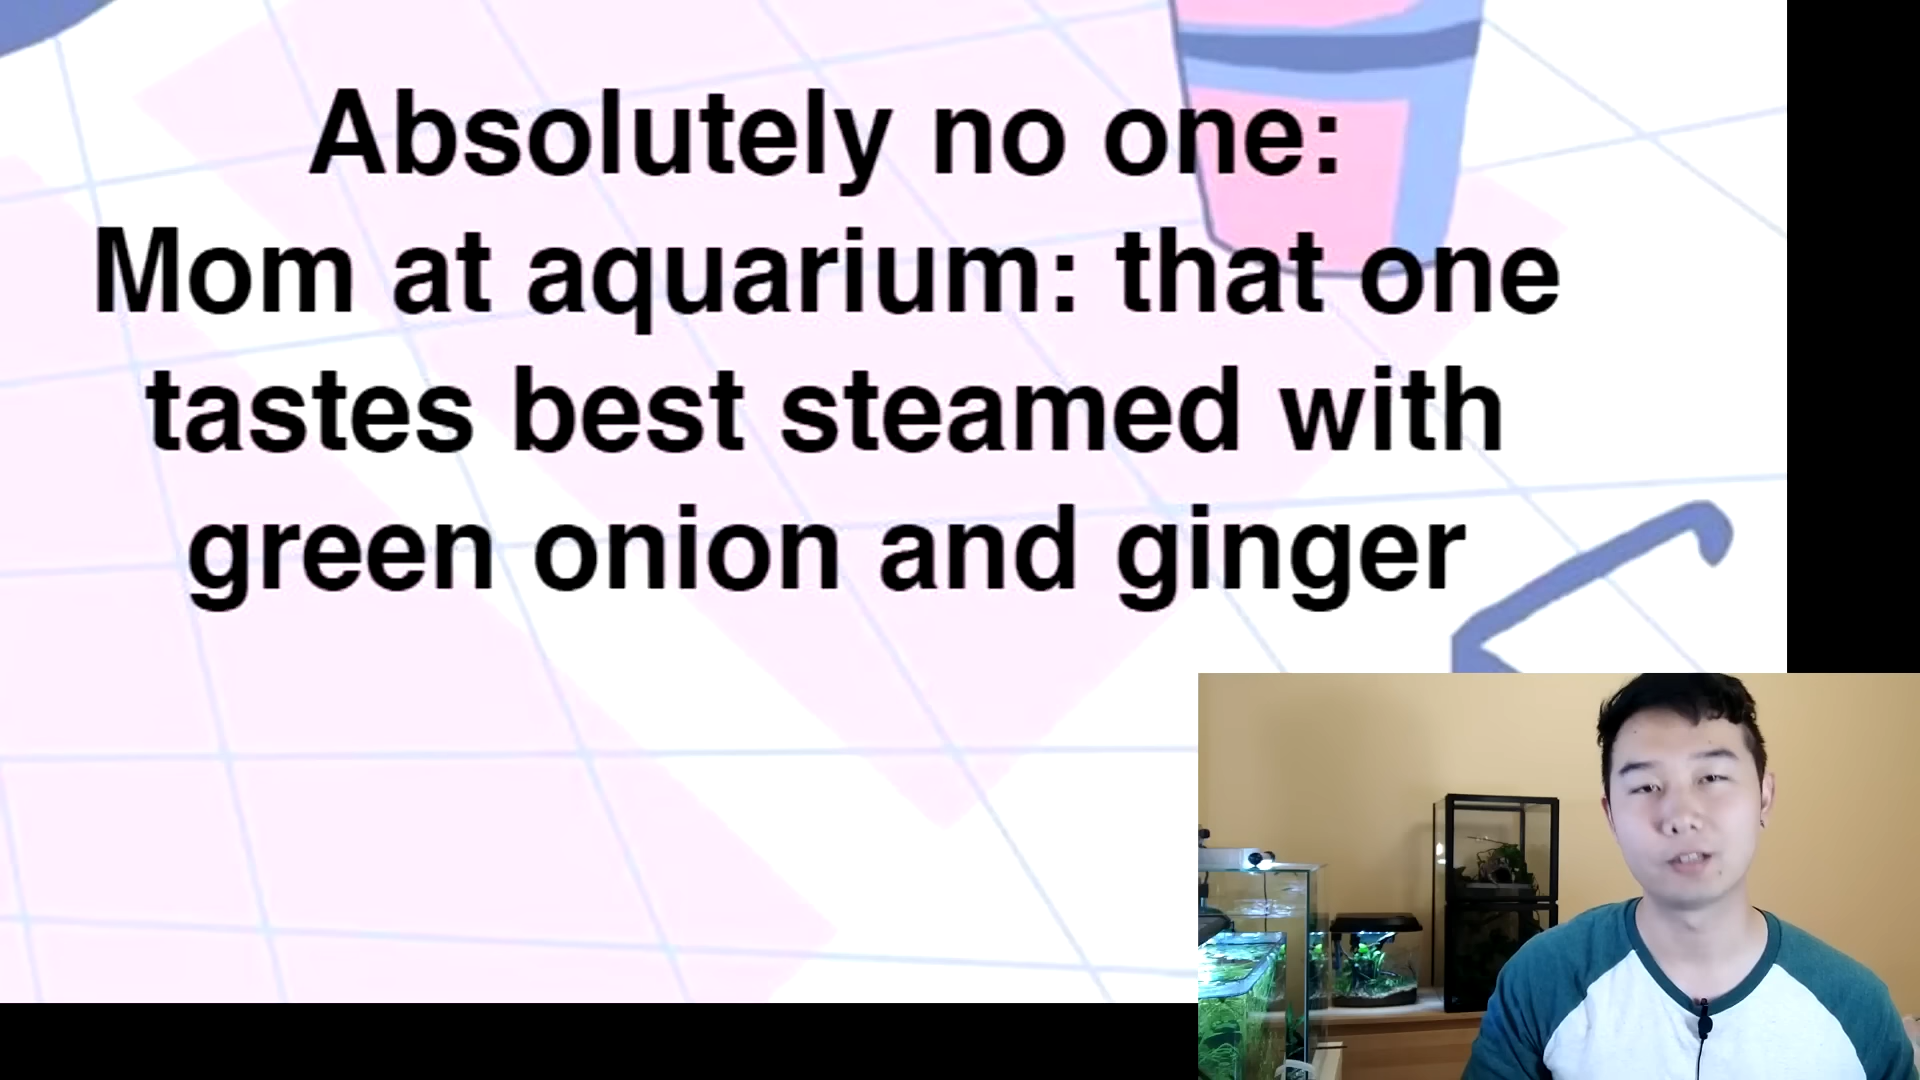 Absolutely no one:
Mom at aquarium: that one
tastes best steamed with
green onion and ginger